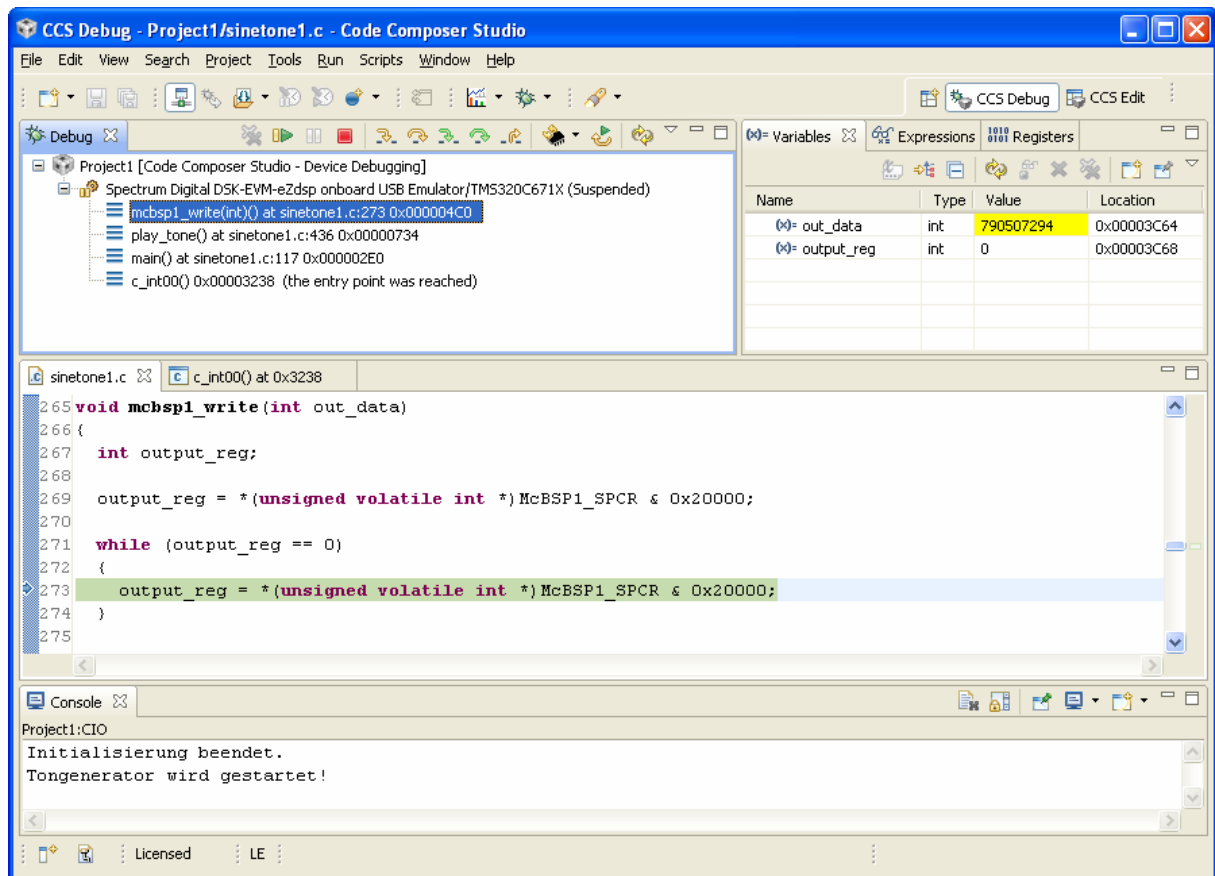 CCS Debug - Project1/sinetone1.c - Code Composer Studio
File Edit View Search Project Tools Run Scripts Window Help
CCS Debug CCS Edit
Debug
Project1 [Code Composer Studio - Device Debugging]
Spectrum Digital DSK-EVM-eZdsp onboard USB Emulator/TMS320C671X (Suspended)
mcbsp1_write(int)() at sinetone1.c:273 0x000004C0
play_tone() at sinetone1.c:436 0x00000734
main() at sinetone1.c:117 0x000002E0
c_int00() 0x00003238 (the entry point was reached)
(x)= Variables Expressions 1010 0101 Registers
Name Type Value Location
(x)= out_data int 790507294 0x00003C64
(x)= output_reg int 0 0x00003C68
.c sinetone1.c c c_int00() at 0x3238
265 void mcbsp1_write(int out_data)
266 {
267 int output_reg;
268
269 output_reg = *(unsigned volatile int *)McBSP1_SPCR & 0x20000;
270
271 while (output_reg == 0)
272 {
273 output_reg = *(unsigned volatile int *)McBSP1_SPCR & 0x20000;
274 }
275
Console
Project1:CIO
Initialisierung beendet.
Tongenerator wird gestartet!
Licensed LE